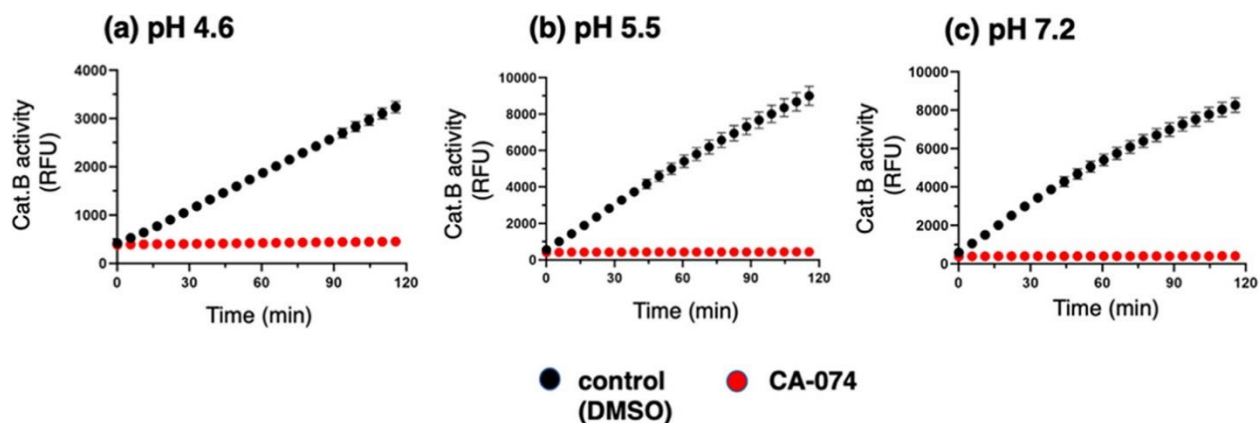 (a) pH 4.6
(b) pH 5.5
(c) pH 7.2
Cat.B activity
(RFU)
4000
3000
2000
1000
0
0
30
60
90
120
Time (min)
Cat.B activity
(RFU)
10000
8000
6000
4000
2000
0
0
30
60
90
120
Time (min)
Cat.B activity
(RFU)
10000
8000
6000
4000
2000
0
0
30
60
90
120
Time (min)
control
(DMSO)
CA-074